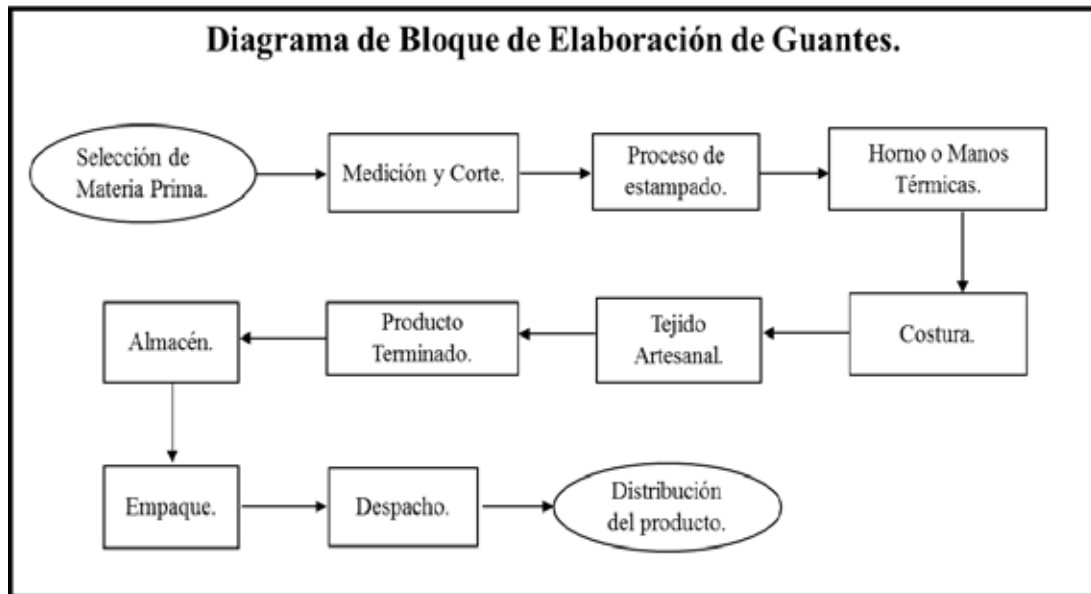 Diagrama de Bloque de Elaboración de Guantes.
Selección de
Materia Prima.
Medición y Corte.
Proceso de
estampado.
Horno o Manos
Térmicas.
Costura.
Tejido
Artesanal.
Producto
Terminado.
Almacén.
Empaque.
Despacho.
Distribución
del producto.